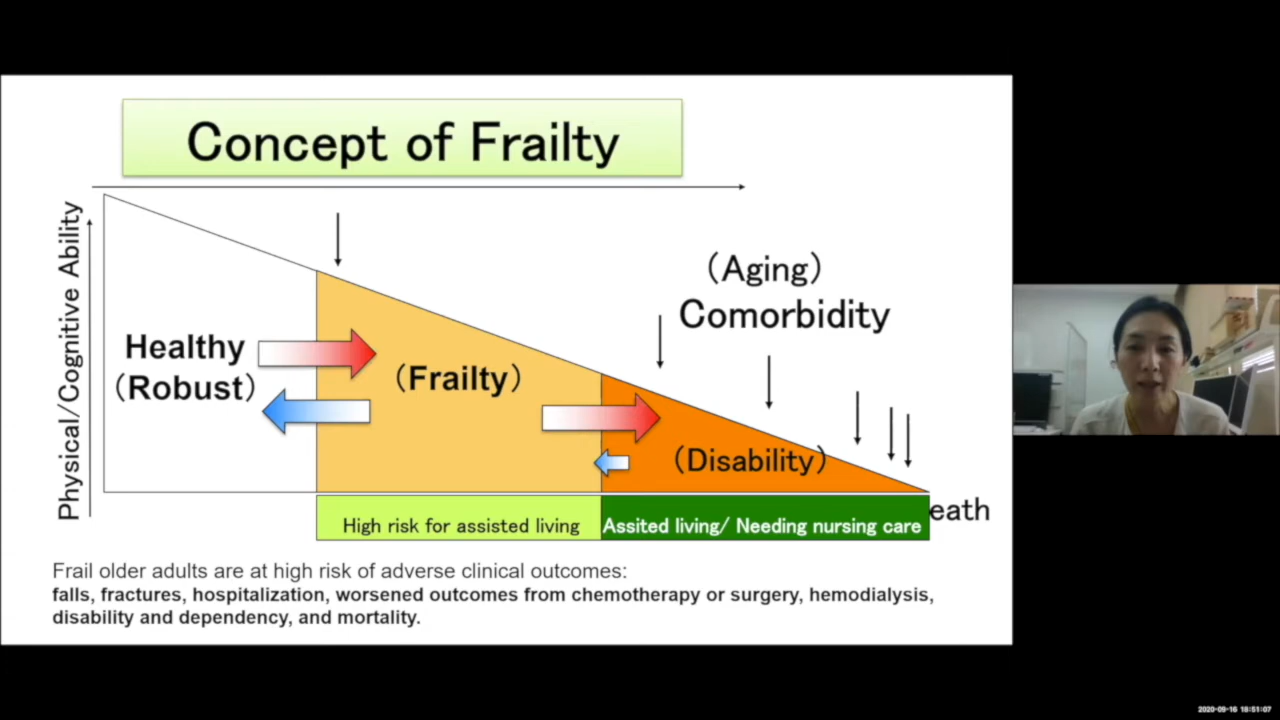 Concept of Frailty
Physical/Cognitive Ability
(Aging)
Comorbidity
Healthy
(Robust)
(Frailty)
(Disability)
High risk for assisted living
Assited living/ Needing nursing care
eath
Frail older adults are at high risk of adverse clinical outcomes:
falls, fractures, hospitalization, worsened outcomes from chemotherapy or surgery, hemodialysis,
disability and dependency, and mortality.
2020-09-16 18:51:07